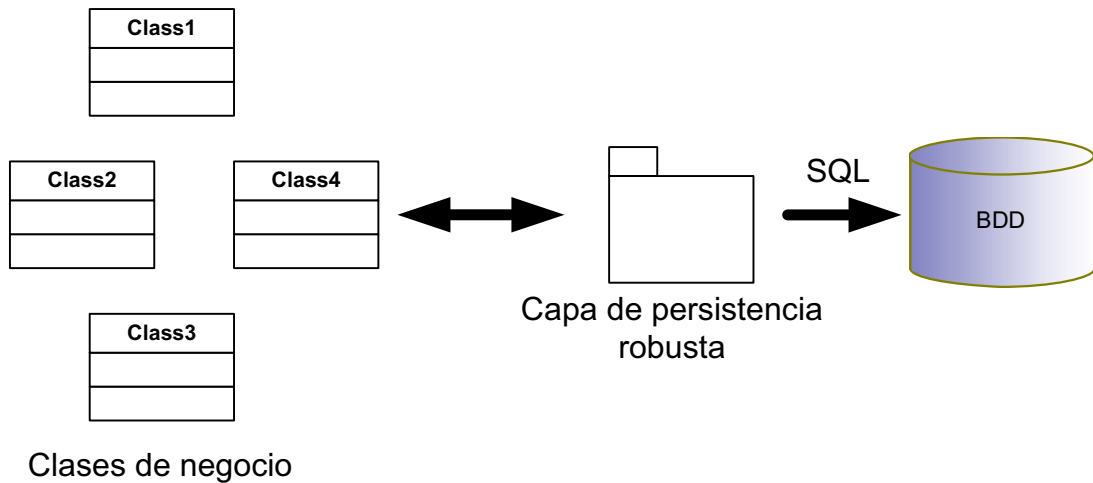 Class1
Class2
Class4
Class3
Clases de negocio
Capa de persistencia
robusta
SQL
BDD